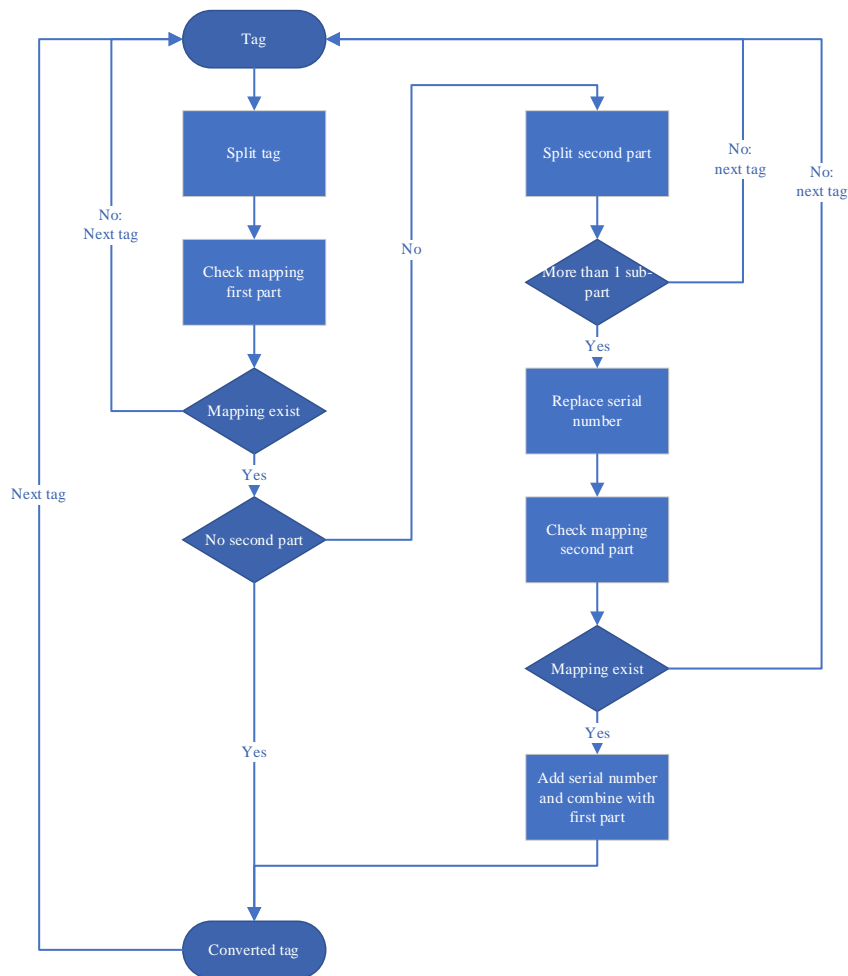 Tag
Split tag
No:
Next tag
Check mapping
first part
Mapping exist
Yes
Next tag
No second part
Yes
Converted tag
No
Split second part
No:
next tag
No:
next tag
More than 1 sub-
part
Yes
Replace serial
number
Check mapping
second part
Mapping exist
Yes
Add serial number
and combine with
first part